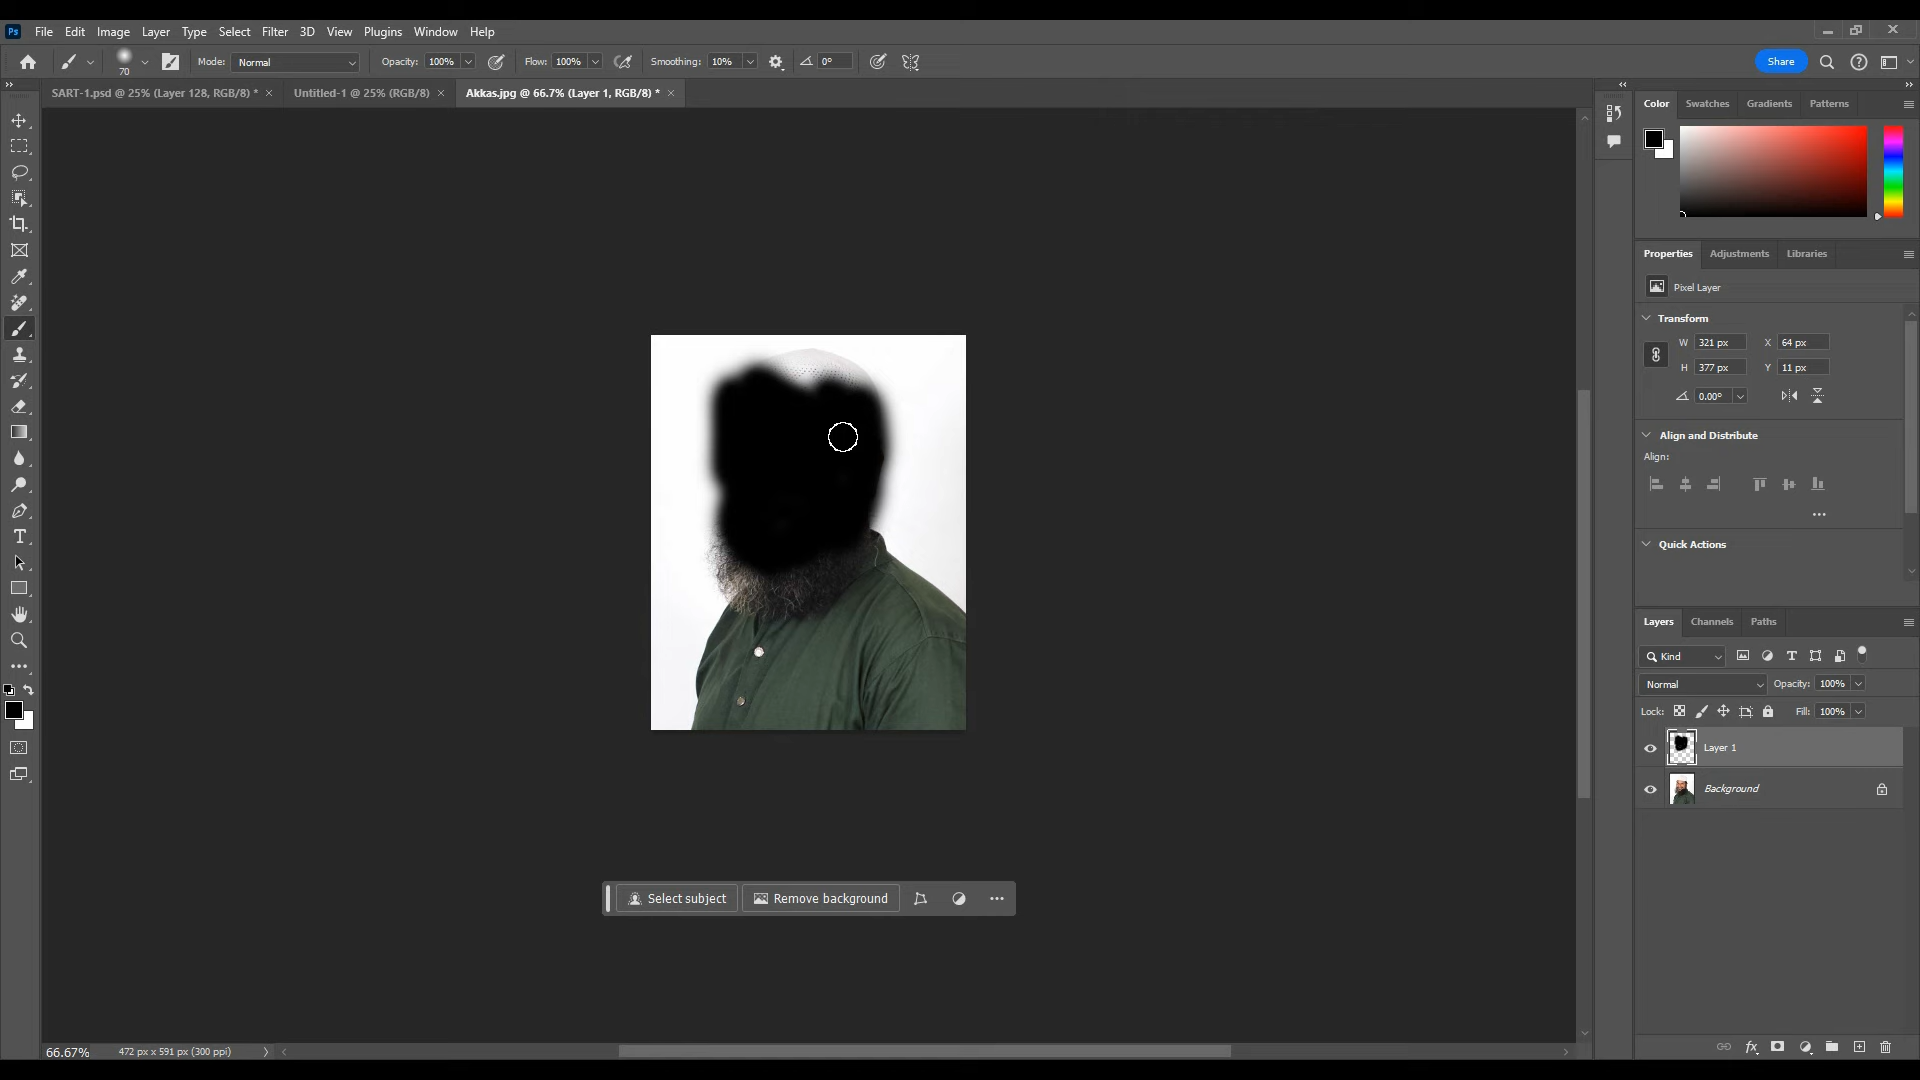 Ps File Edit Image Layer Type Select Filter 3D View Plugins Window Help
70 Mode: Normal Opacity: 100% Flow: 100% Smoothing: 10% 0° Share
SART-1.psd @ 25% (Layer 128, RGB/8) * Untitled-1 @ 25% (RGB/8) Akkas.jpg @ 66.7% (Layer 1, RGB/8) *
Color Swatches Gradients Patterns
Properties Adjustments Libraries
Pixel Layer
Transform
W 321 px X 64 px
H 377 px Y 11 px
0.00°
Align and Distribute
Align:
Quick Actions
Layers Channels Paths
Kind
Normal Opacity: 100%
Lock: Fill: 100%
Layer 1
Background
Select subject Remove background
66.67% 472 px x 591 px (300 ppi)